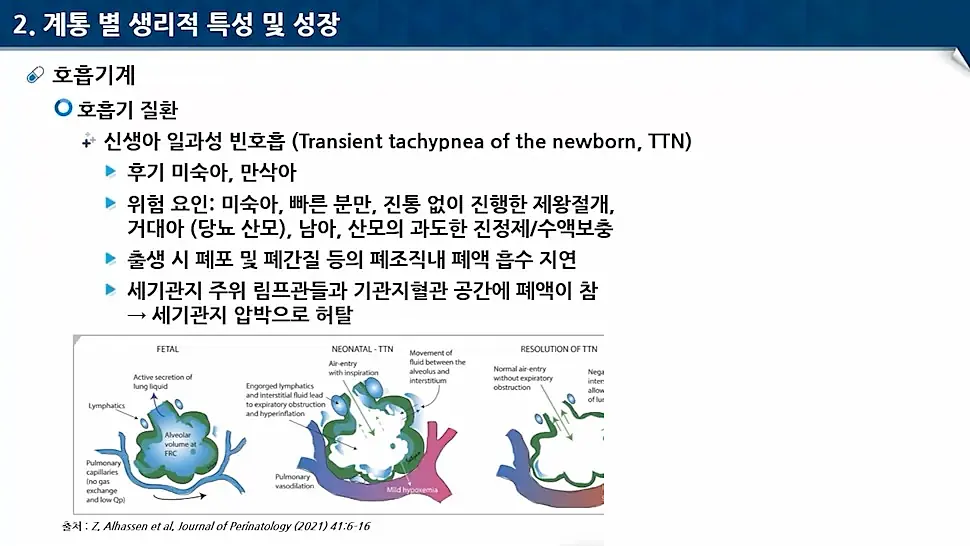 2. 계통 별 생리적 특성 및 성장
호흡기계
호흡기 질환
신생아 일과성 빈호흡 (Transient tachypnea of the newborn, TTN)
후기 미숙아, 만삭아
위험 요인: 미숙아, 빠른 분만, 진통 없이 진행한 제왕절개,
거대아 (당뇨 산모), 남아, 산모의 과도한 진정제/수액보충
출생 시 폐포 및 폐간질 등의 폐조직내 폐액 흡수 지연
세기관지 주위 림프관들과 기관지혈관 공간에 폐액이 참
→ 세기관지 압박으로 허탈
FETAL
Active secretion of
lung liquid
Lymphatics
Alveolar
volume at
FRC
Pulmonary
capillaries
(no gas
exchange
and low Qp)
NEONATAL - TTN
Air-entry
with inspiration
Movement of
fluid between the
alveolus and
interstitium
Engorged lymphatics
and interstitial fluid lead
to expiratory obstruction
and hyperinflation
Pulmonary
vasodilation
Mild hypoxemia
RESOLUTION OF TTN
Normal air-entry
without expiratory
obstruction
Nega
inter
allow
of lu
출처 : Z, Alhassen et al, Journal of Perinatology (2021) 41:6-16